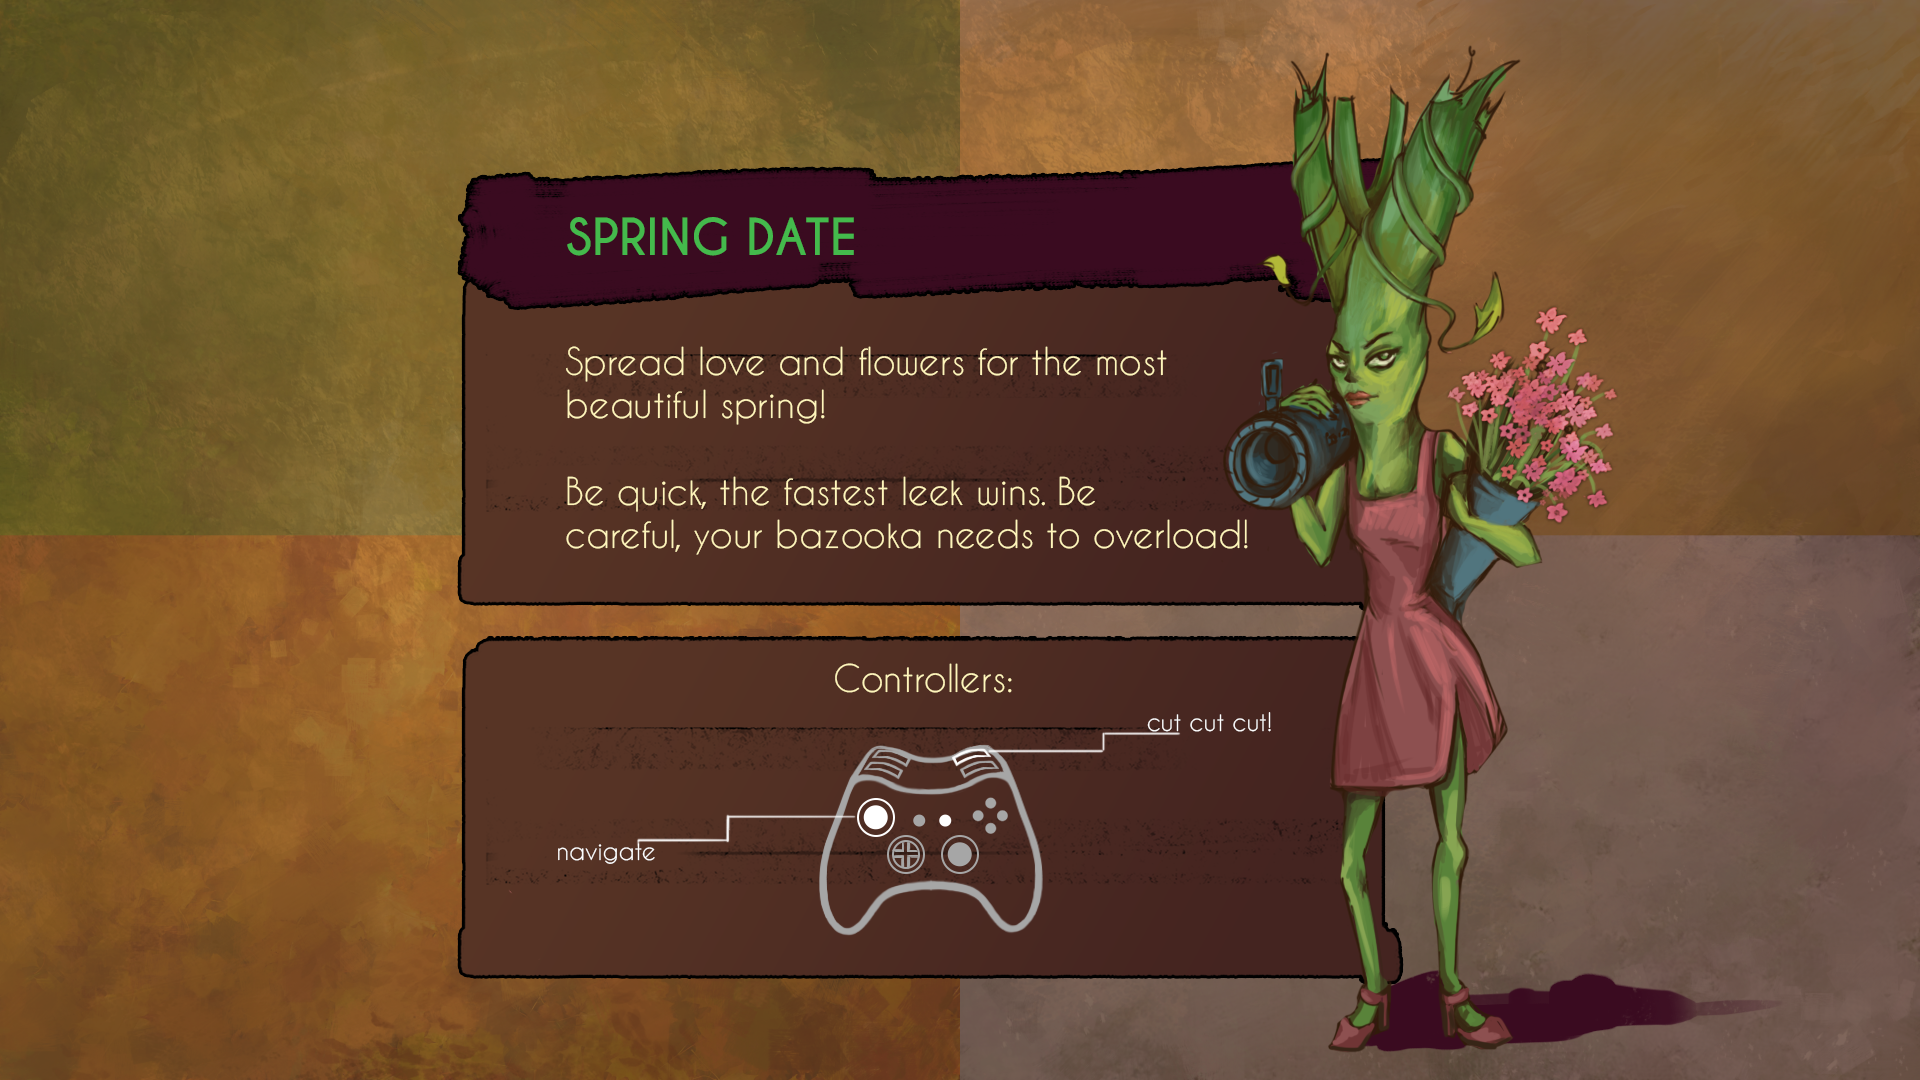 SPRING DATE
Spread love and flowers for the most
beautiful spring!
Be quick, the fastest leek wins. Be
careful, your bazooka needs to overload!
Controllers:
cut cut cut!
navigate